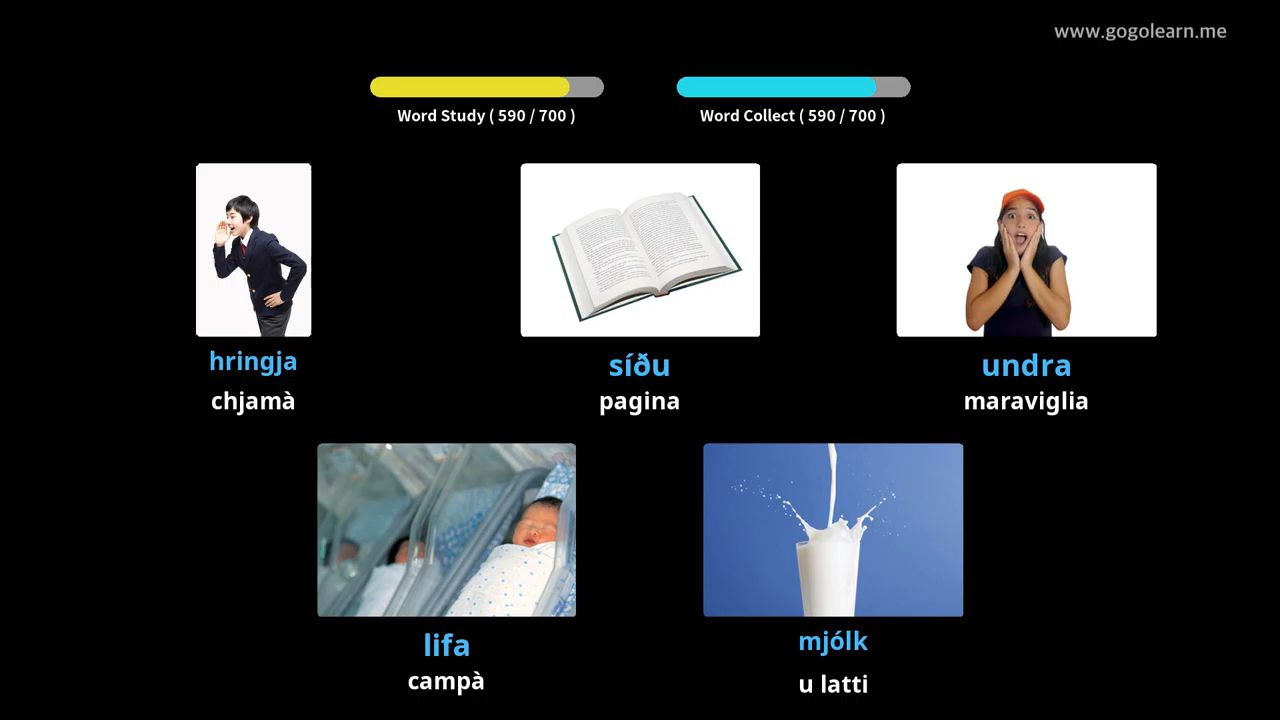 www.gogolearn.me
Word Study ( 590 / 700 )
Word Collect ( 590 / 700 )
hringja
chjamà
síðu
pagina
undra
maraviglia
lifa
campà
mjólk
u latti